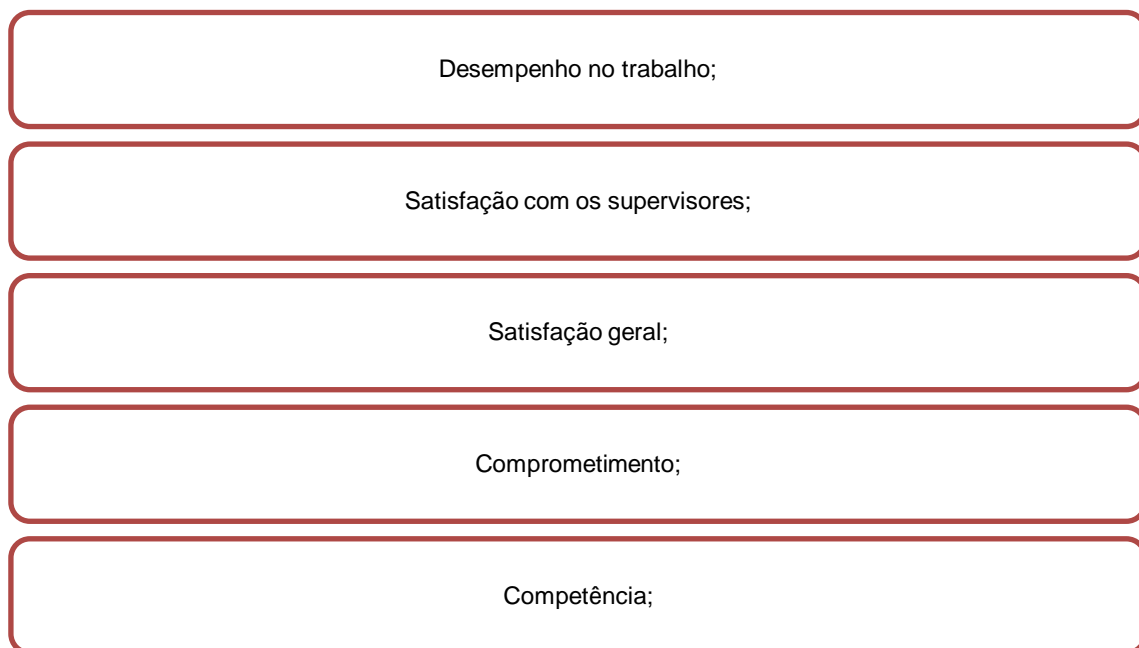 Desempenho no trabalho;
Satisfação com os supervisores;
Satisfação geral;
Comprometimento;
Competência;